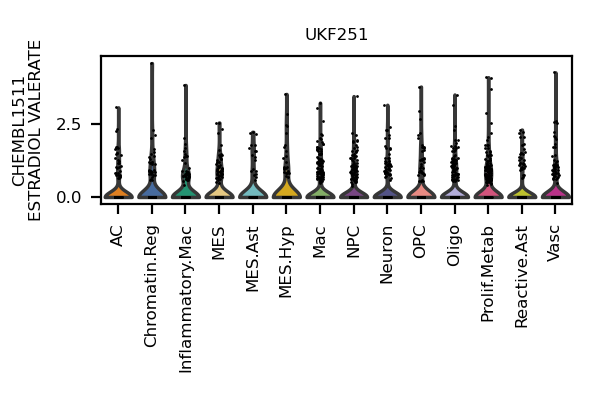 UKF251
CHEMBL1511
ESTRADIOL VALERATE
2.5
0.0
AC
Chromatin.Reg
Inflammatory.Mac
MES
MES.Ast
MES.Hyp
Mac
NPC
Neuron
OPC
Oligo
Prolif.Metab
Reactive.Ast
Vasc